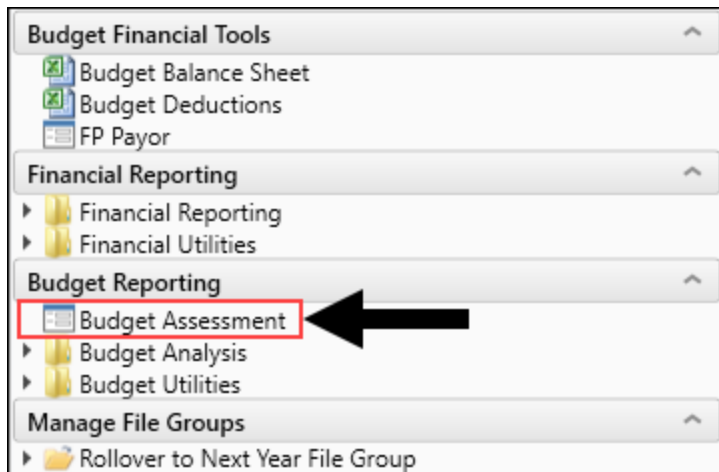 Budget Financial Tools
Budget Balance Sheet
Budget Deductions
FP Payor
Financial Reporting
Financial Reporting
Financial Utilities
Budget Reporting
Budget Assessment
Budget Analysis
Budget Utilities
Manage File Groups
Rollover to Next Year File Group